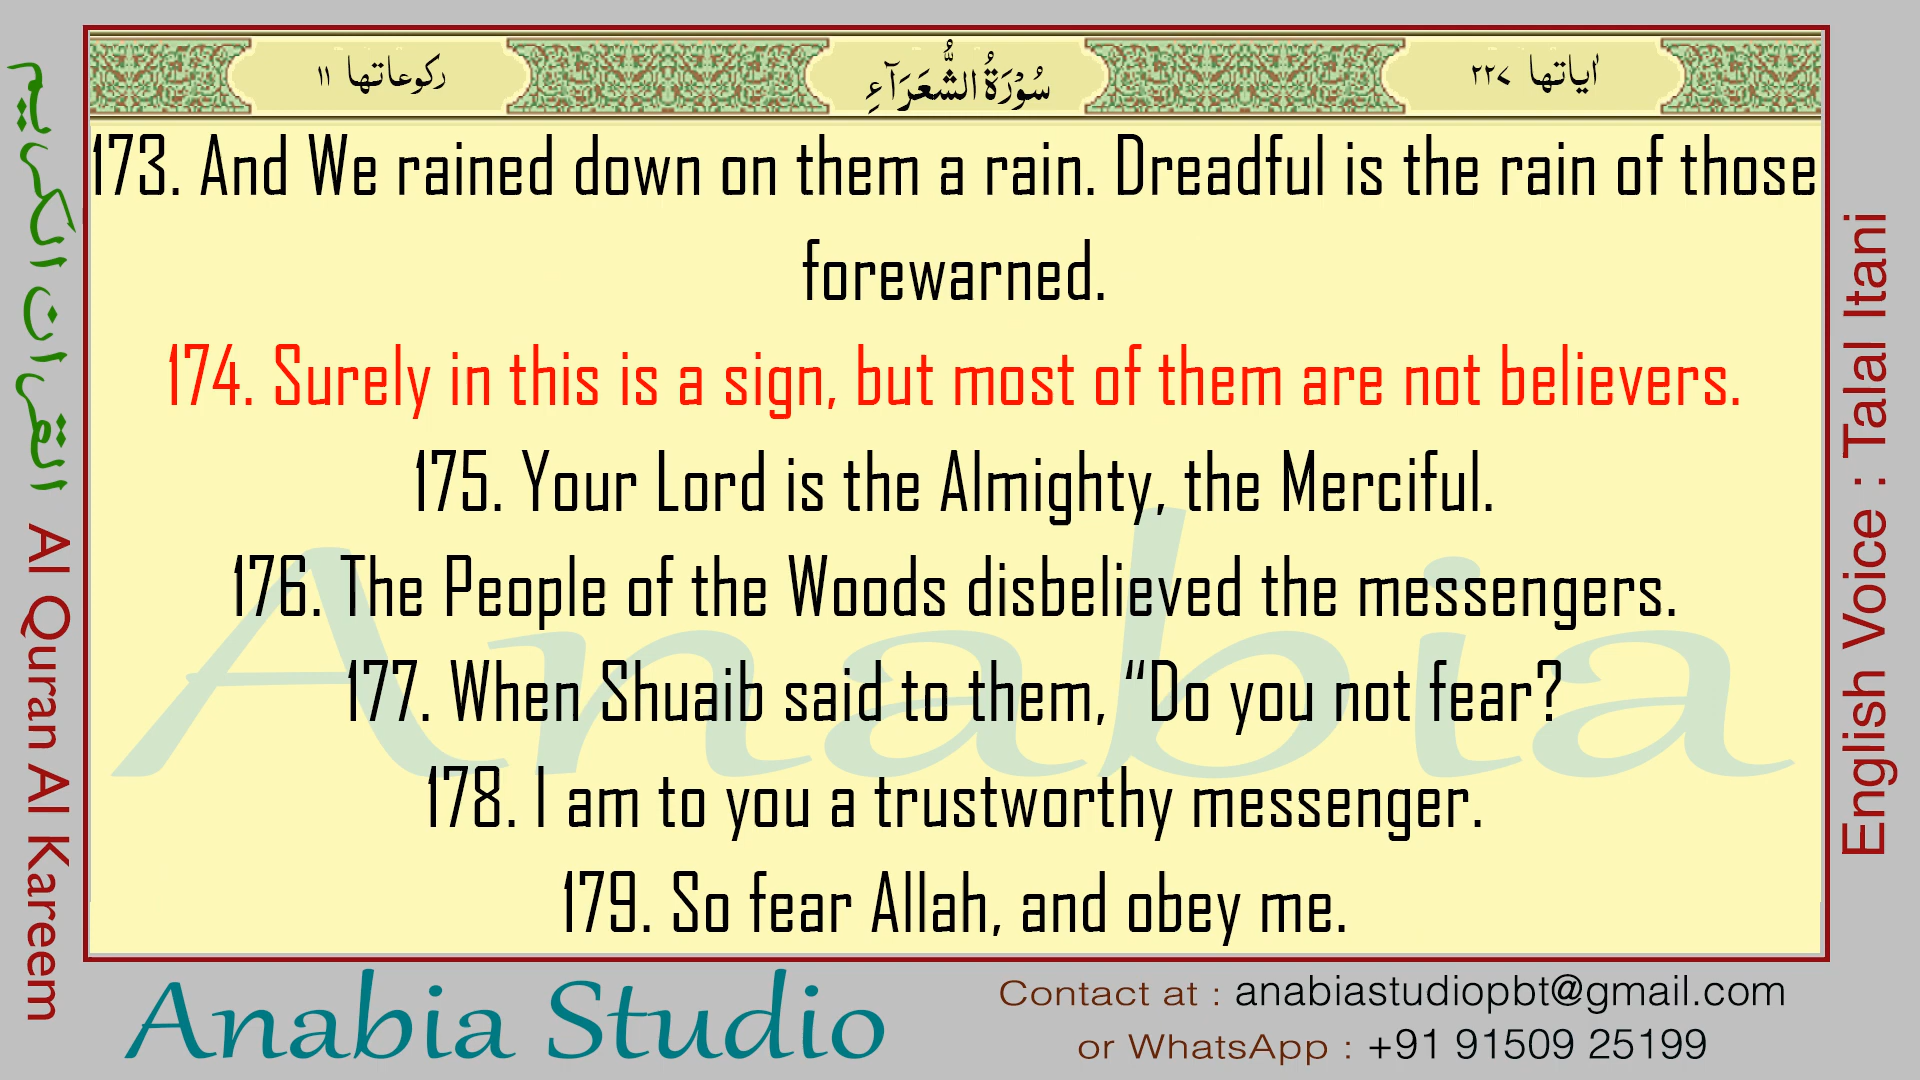 رکوعاتها ١١
سُوْرَةُ الشُّعَرَآءِ
اٰیاتها ٢٢٧
173. And We rained down on them a rain. Dreadful is the rain of those
forewarned.
174. Surely in this is a sign, but most of them are not believers.
175. Your Lord is the Almighty, the Merciful.
176. The People of the Woods disbelieved the messengers.
177. When Shuaib said to them, “Do you not fear?
178. I am to you a trustworthy messenger.
179. So fear Allah, and obey me.
Anabia
القرات الكريم
Al Quran Al Kareem
English Voice : Talal Itani
Anabia Studio
Contact at : anabiastudiopbt@gmail.com
or WhatsApp : +91 91509 25199